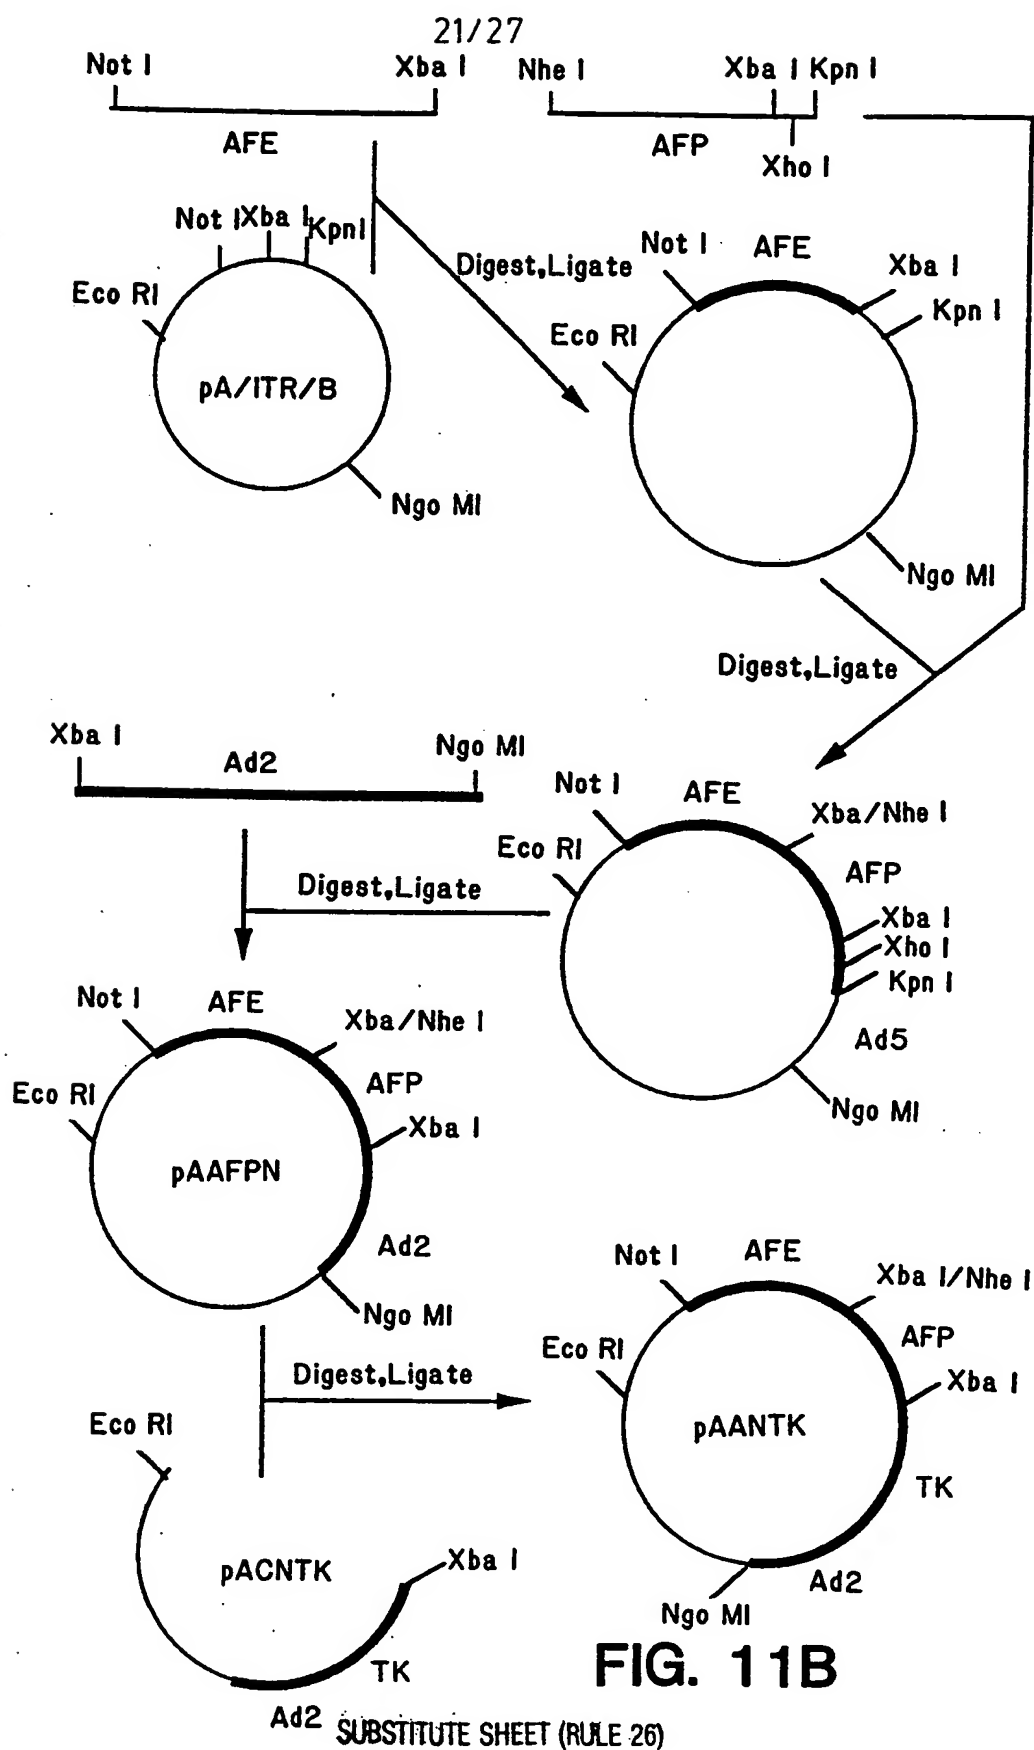 21/27
Not I
Xba I
Nhe I
Xba I
Kpn I
AFE
AFP
Xho I
Not I
Xba I
KpnI
Eco RI
pA/ITR/B
Ngo MI
Digest,Ligate
Not I
AFE
Xba I
Kpn I
Eco RI
Ngo MI
Digest,Ligate
Xba I
Ad2
Ngo MI
Digest,Ligate
Not I
AFE
Xba/Nhe I
Eco RI
AFP
Xba I
Xho I
Kpn I
Ad5
Ngo MI
Not I
AFE
Xba/Nhe I
Eco RI
AFP
Xba I
pAAFPN
Ad2
Ngo MI
Digest,Ligate
Not I
AFE
Xba I/Nhe I
Eco RI
AFP
Xba I
pAANTK
TK
Ad2
Ngo MI
Eco RI
pACNTK
Xba I
TK
Ad2
FIG. 11B
SUBSTITUTE SHEET (RULE 26)